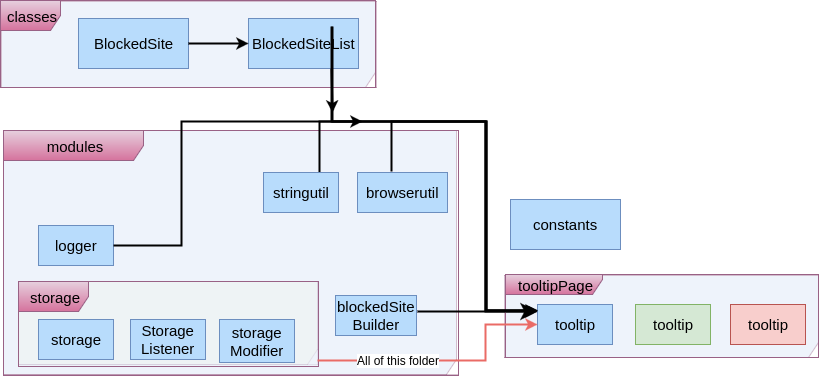 classes
BlockedSite
BlockedSiteList
modules
stringutil
browserutil
constants
logger
storage
storage
Storage
Listener
storage
Modifier
blockedSite
Builder
All of this folder
tooltipPage
tooltip
tooltip
tooltip